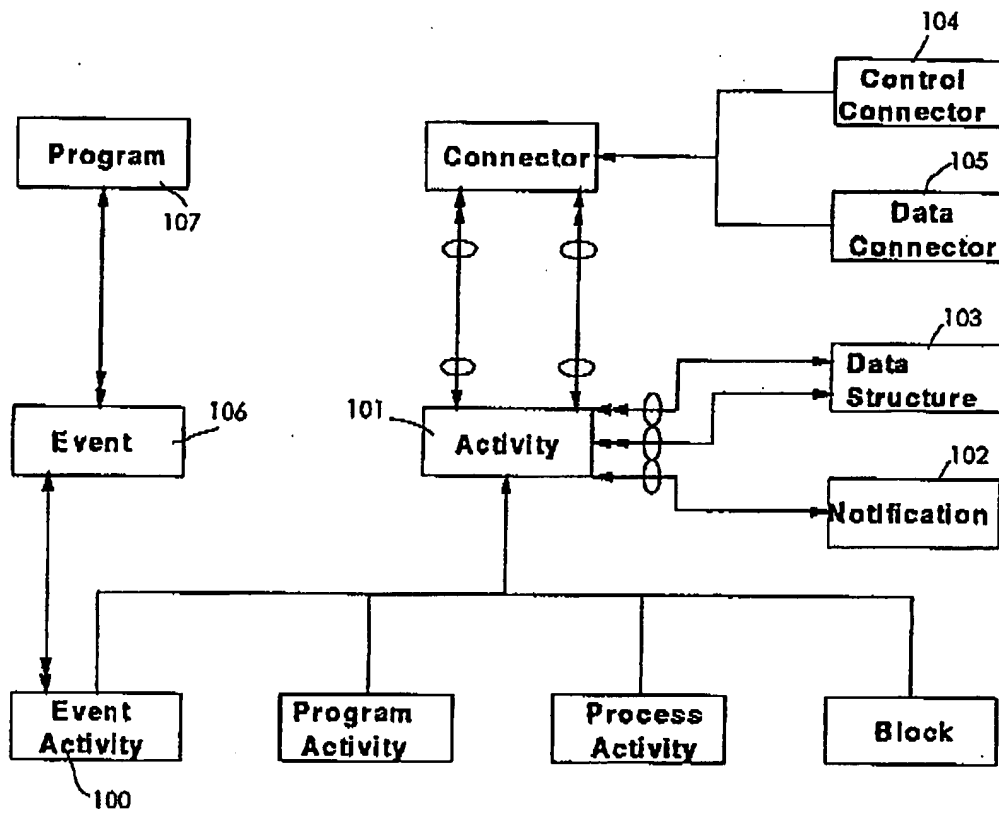 104
Control
Connector
Program
107
Connector
105
Data
Connector
103
Data
Structure
106
Event
101
Activity
102
Notification
Event
Activity
100
Program
Activity
Process
Activity
Block